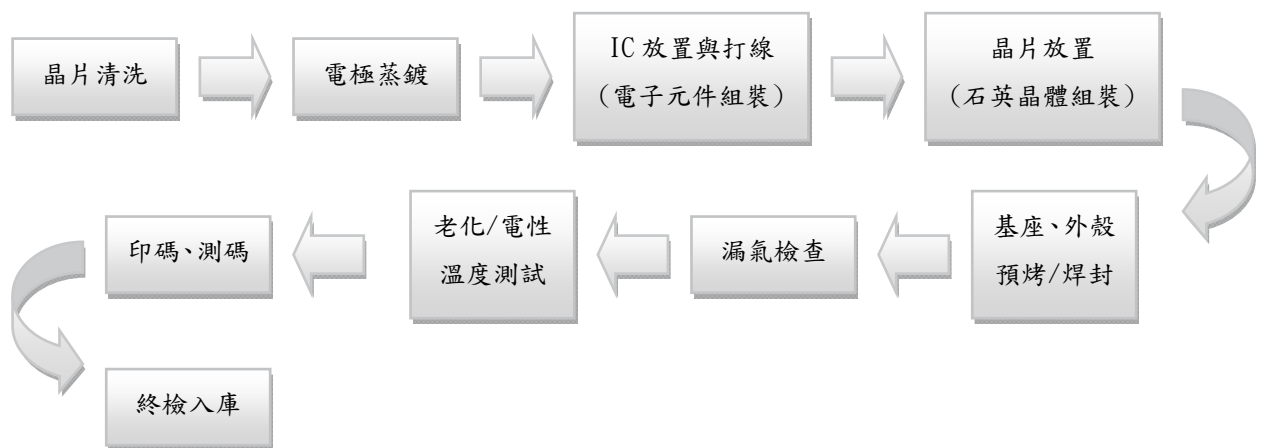 晶片清洗
電極蒸鍍
IC 放置與打線
(電子元件組裝)
晶片放置
(石英晶體組裝)
基座、外殼
預烤/焊封
漏氣檢查
老化/電性
溫度測試
印碼、測碼
終檢入庫